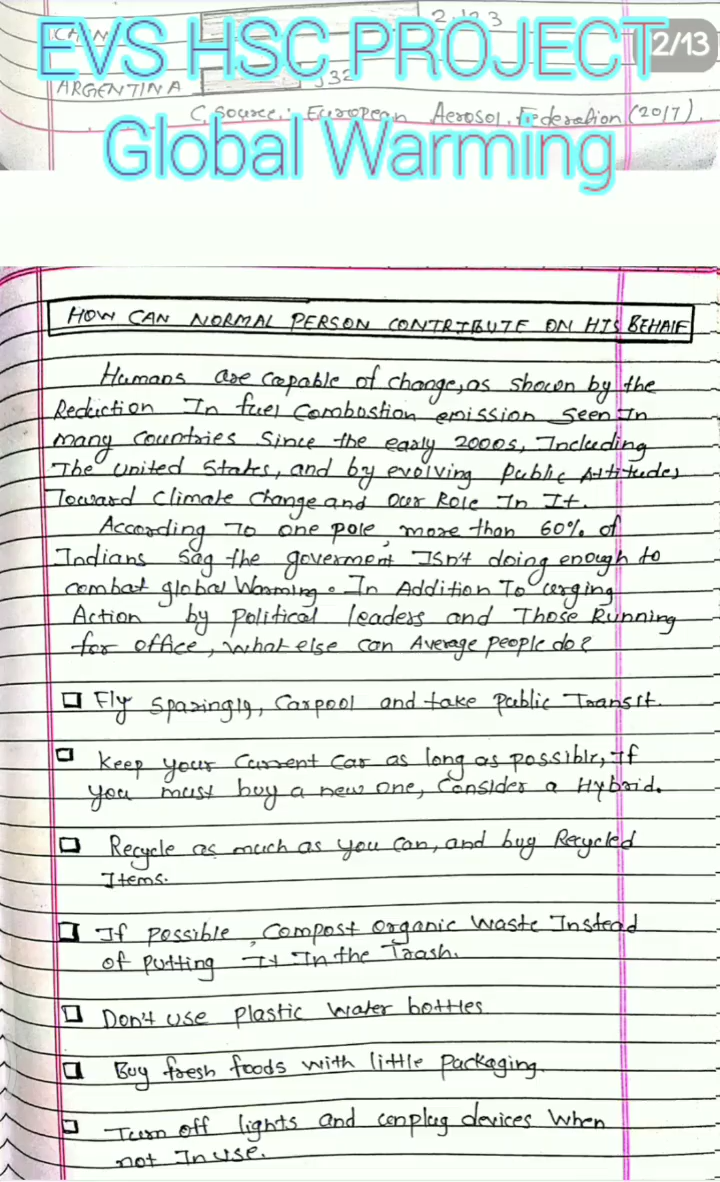 CHIN
2,123
EVS HSC PROJECT
2/13
ARGENTINA
532
C. Source: European Aerosol. Federation (2017).
Global Warming
HOW CAN NORMAL PERSON CONTRIBUTE ON HIS BEHAIF
Humans are capable of change, as shown by the
Reduction In fuel Combostion emission seen In
many countries since the early 2000s, Including
The united States, and by evolving Public Attitudes
Toward climate change and Our Role In It.
According To one pole, more than 60% of
Indians say the goverment Isn't doing enough to
combat global Warming. In Addition To urging
Action by political leaders and Those Running
for office, what else can Average people do?
Fly sparingly, Carpool and take Public Transit.
Keep your Current Car as long as possible, If
you must buy a new one, Consider a Hybrid.
Recycle as much as you Can, and buy Recycled
Items.
If possible, Compost organic waste Instead
of putting It In the Trash.
Don't use plastic water bottles
Buy fresh foods with little packaging.
Turn off lights and unplug devices when
not In use.